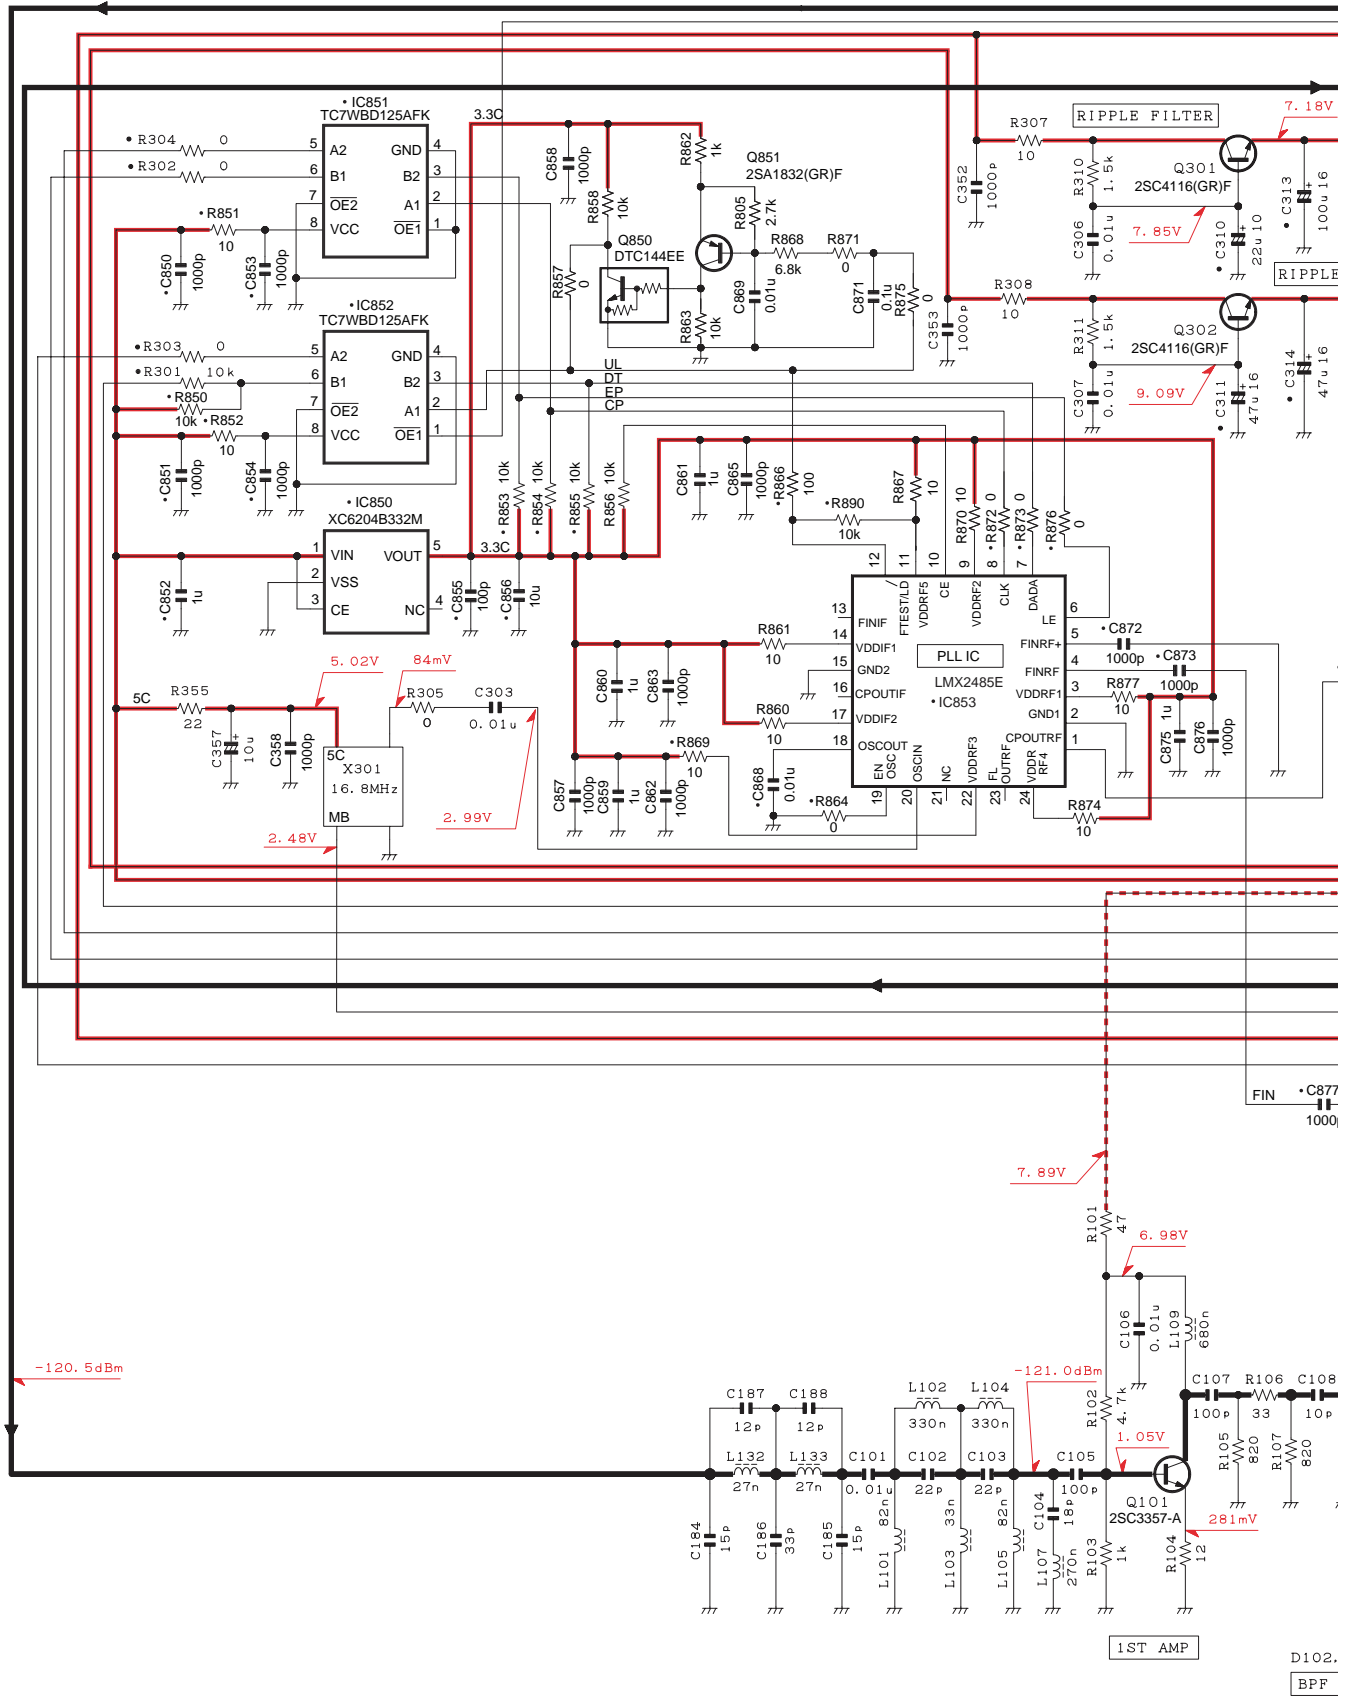 • IC851
TC7WBD125AFK
• R304 0
• R302 0
5 A2 GND 4
6 B1 B2 3
7 OE2 A1 2
8 VCC OE1 1
• R851
10
• C850
1000p
• C853
1000p
• IC852
TC7WBD125AFK
• R303 0
• R301 10k
• R850
10k
• R852
10
5 A2 GND 4
6 B1 B2 3
7 OE2 A1 2
8 VCC OE1 1
• C851
1000p
• C854
1000p
• IC850
XC6204B332M
1 VIN VOUT 5
2 VSS
3 CE NC 4
• C852
1u
3.3C
C858
1000p
R858
10k
R862
1k
Q851
2SA1832(GR)F
R805
2.7k
Q850
DTC144EE
R857
0
R863
10k
R868
6.8k
R871
0
C869
0.01u
C871
0.1u
R875
0
UL
DT
EP
CP
• R853 10k
• R854 10k
• R855 10k
R856 10k
3.3C
• C855
100p
• C856
10u
C861
1u
C865
1000p
• R866
100
• R890
10k
R867
10
R870 10
• R872 0
• R873 0
• R876
0
RIPPLE FILTER
7.18V
R307
10
C352
1000p
R310
1.5k
Q301
2SC4116(GR)F
C306
0.01u
7.85V
• C310
22u10
+
• C313
100u16
+
RIPPLE
R308
10
C353
1000p
R311
1.5k
Q302
2SC4116(GR)F
C307
0.01u
9.09V
• C311
47u16
+
• C314
47u16
+
12 11 10 9 8 7
FTEST/LD
VDDRF5
CE
VDDRF2
CLK
DADA
13 FINIF
14 VDDIF1
15 GND2
16 CPOUTIF
17 VDDIF2
18 OSCOUT
PLL IC
LMX2485E
• IC853
LE 6
FINRF+ 5
FINRF 4
VDDRF1 3
GND1 2
CPOUTRF 1
EN
OSC
OSCIN
NC
VDDRF3
FL
OUTRF
VDDR
RF4
19 20 21 22 23 24
• C872
1000p
• C873
1000p
R877
10
C875
1u
C876
1000p
R874
10
R861
10
C860
1u
C863
1000p
R860
10
• R869
10
C857
1000p
C859
1u
C862
1000p
• C868
0.01u
• R864
0
5C
R355
22
5.02V
84mV
R305
0
C303
0.01u
C357
10u
+
C358
1000p
5C
X301
16.8MHz
MB
2.48V
2.99V
FIN
• C877
7.89V
R101
47
6.98V
C106
0.01u
L109
680n
-120.5dBm
-121.0dBm
C187
12p
C188
12p
L132
27n
L133
27n
C184
15p
C186
33p
C185
15p
C101
0.01u
L102
330n
L104
330n
C102
22p
C103
22p
L101
82n
L103
33n
L105
82n
C104
18p
L107
270n
C105
100p
R102
4.7k
R103
1k
1.05V
Q101
2SC3357-A
281mV
R104
12
C107
100p
R106
33
C108
10p
R105
820
R107
820
1ST AMP
D102,
BPF